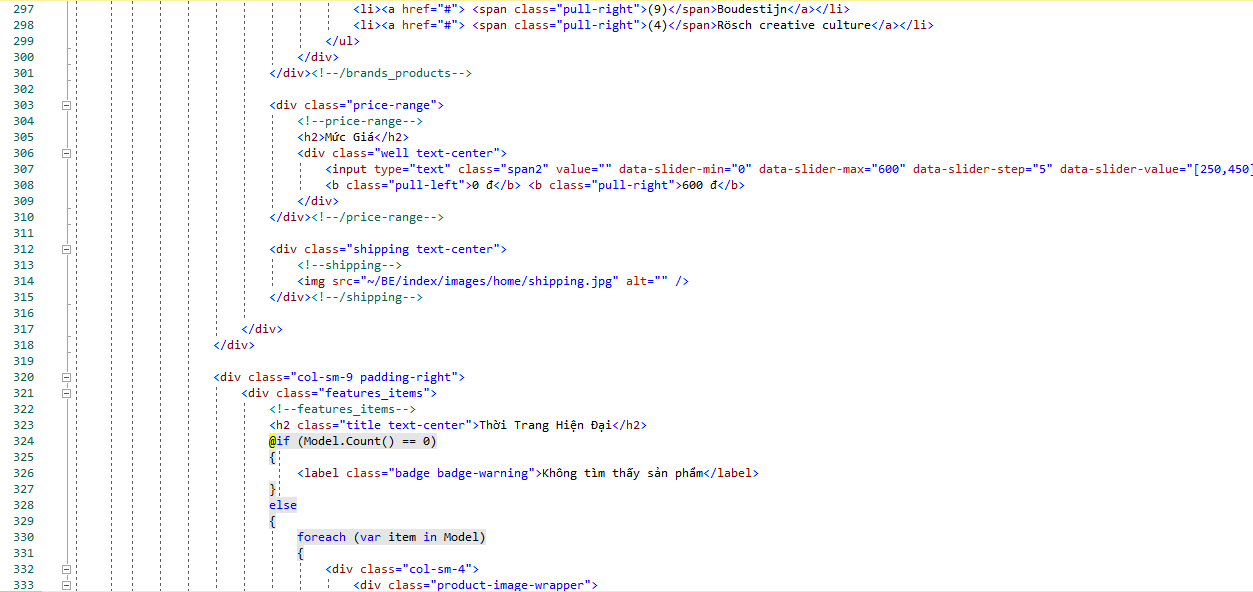 297 <li><a href="#"> <span class="pull-right">(9)</span>Boudestijn</a></li>
298 <li><a href="#"> <span class="pull-right">(4)</span>Rösch creative culture</a></li>
299 </ul>
300 </div>
301 </div><!--/brands_products-->
302
303 <div class="price-range">
304 <!--price-range-->
305 <h2>Mức Giá</h2>
306 <div class="well text-center">
307 <input type="text" class="span2" value="" data-slider-min="0" data-slider-max="600" data-slider-step="5" data-slider-value="[250,450]
308 <b class="pull-left">0 đ</b> <b class="pull-right">600 đ</b>
309 </div>
310 </div><!--/price-range-->
311
312 <div class="shipping text-center">
313 <!--shipping-->
314 <img src="~/BE/index/images/home/shipping.jpg" alt="" />
315 </div><!--/shipping-->
316
317 </div>
318 </div>
319
320 <div class="col-sm-9 padding-right">
321 <div class="features_items">
322 <!--features_items-->
323 <h2 class="title text-center">Thời Trang Hiện Đại</h2>
324 @if (Model.Count() == 0)
325 {
326 <label class="badge badge-warning">Không tìm thấy sản phẩm</label>
327 }
328 else
329 {
330 foreach (var item in Model)
331 {
332 <div class="col-sm-4">
333 <div class="product-image-wrapper">